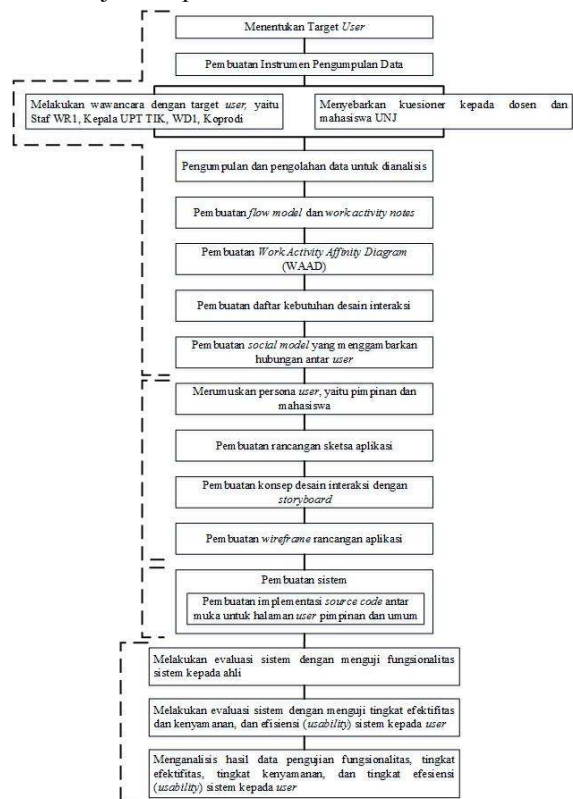 Menentukan Target User
Pembuatan Instrumen Pengumpulan Data
Melakukan wawancara dengan target user, yaitu
Staf WR1, Kepala UPT TIK, WD1, Koprodi
Menyebarkan kuesioner kepada dosen dan
mahasiswa UNJ
Pengumpulan dan pengolahan data untuk dianalisis
Pembuatan flow model dan work activity notes
Pembuatan Work Activity Affinity Diagram
(WAAD)
Pembuatan daftar kebutuhan desain interaksi
Pembuatan social model yang menggambarkan
hubungan antar user
Merumuskan persona user, yaitu pimpinan dan
mahasiswa
Pembuatan rancangan sketsa aplikasi
Pembuatan konsep desain interaksi dengan
storyboard
Pembuatan wireframe rancangan aplikasi
Pembuatan sistem
Pembuatan implementasi source code antar
muka untuk halaman user pimpinan dan umum
Melakukan evaluasi sistem dengan menguji fungsionalitas
sistem kepada ahli
Melakukan evaluasi sistem dengan menguji tingkat efektifitas
dan kenyamanan, dan efisiensi (usability) sistem kepada user
Menganalisis hasil data pengujian fungsionalitas, tingkat
efektifitas, tingkat kenyamanan, dan tingkat efesiensi
(usability) sistem kepada user